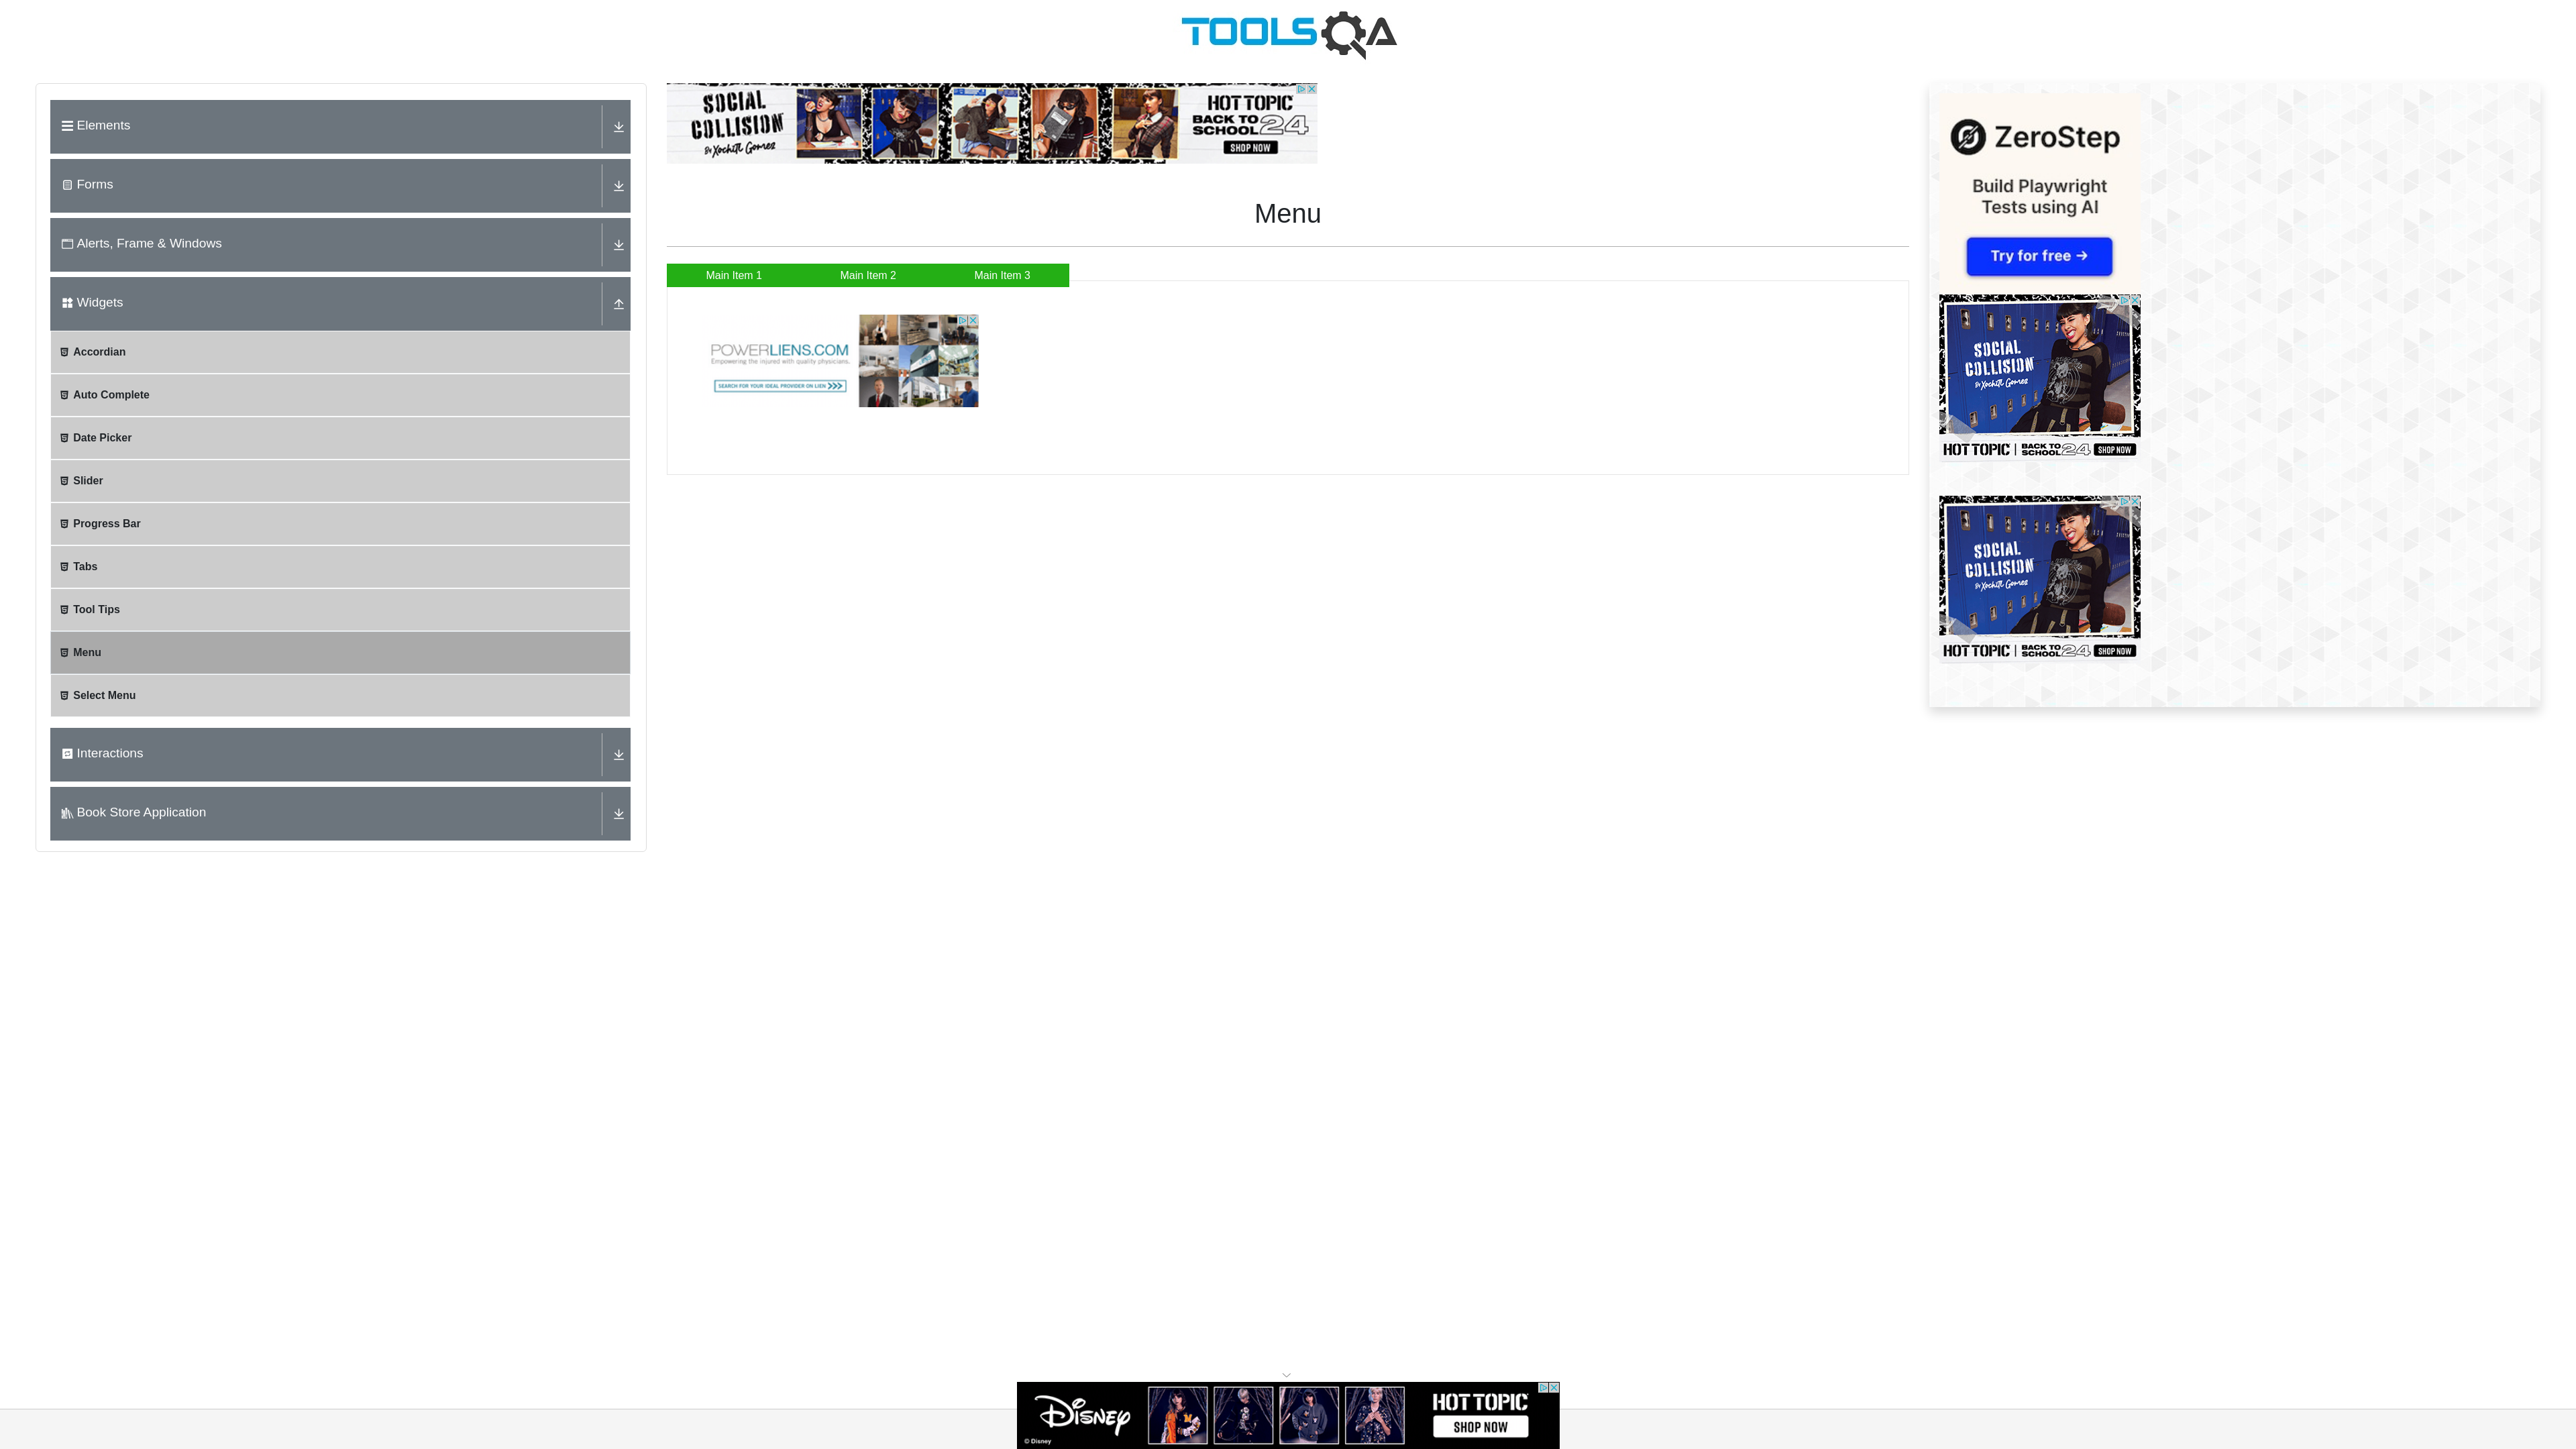 TOOLSQA
Elements
Forms
Alerts, Frame & Windows
Widgets
Accordian
Auto Complete
Date Picker
Slider
Progress Bar
Tabs
Tool Tips
Menu
Select Menu
Interactions
Book Store Application
SOCIAL
COLLISION
By Xochitl Gomez
HOT TOPIC
BACK TO
SCHOOL 24
SHOP NOW
Menu
Main Item 1
Main Item 2
Main Item 3
POWERLIENS.COM
Empowering the injured with quality physicians.
SEARCH FOR YOUR IDEAL PROVIDER ON LIEN
ZeroStep
Build Playwright
Tests using AI
Try for free →
SOCIAL
COLLISION
By Xochitl Gomez
HOT TOPIC | BACK TO SCHOOL 24 SHOP NOW
SOCIAL
COLLISION
By Xochitl Gomez
HOT TOPIC | BACK TO SCHOOL 24 SHOP NOW
Disney
© Disney
HOT TOPIC
SHOP NOW